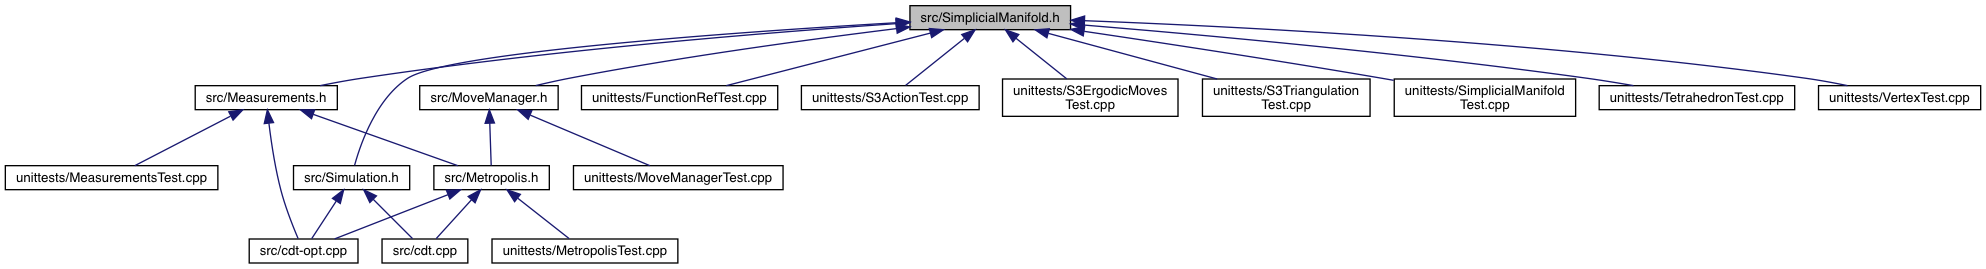 src/SimplicialManifold.h
src/Measurements.h
src/MoveManager.h
unittests/FunctionRefTest.cpp
unittests/S3ActionTest.cpp
unittests/S3ErgodicMoves
Test.cpp
unittests/S3Triangulation
Test.cpp
unittests/SimplicialManifold
Test.cpp
unittests/TetrahedronTest.cpp
unittests/VertexTest.cpp
unittests/MeasurementsTest.cpp
src/Simulation.h
src/Metropolis.h
unittests/MoveManagerTest.cpp
src/cdt-opt.cpp
src/cdt.cpp
unittests/MetropolisTest.cpp